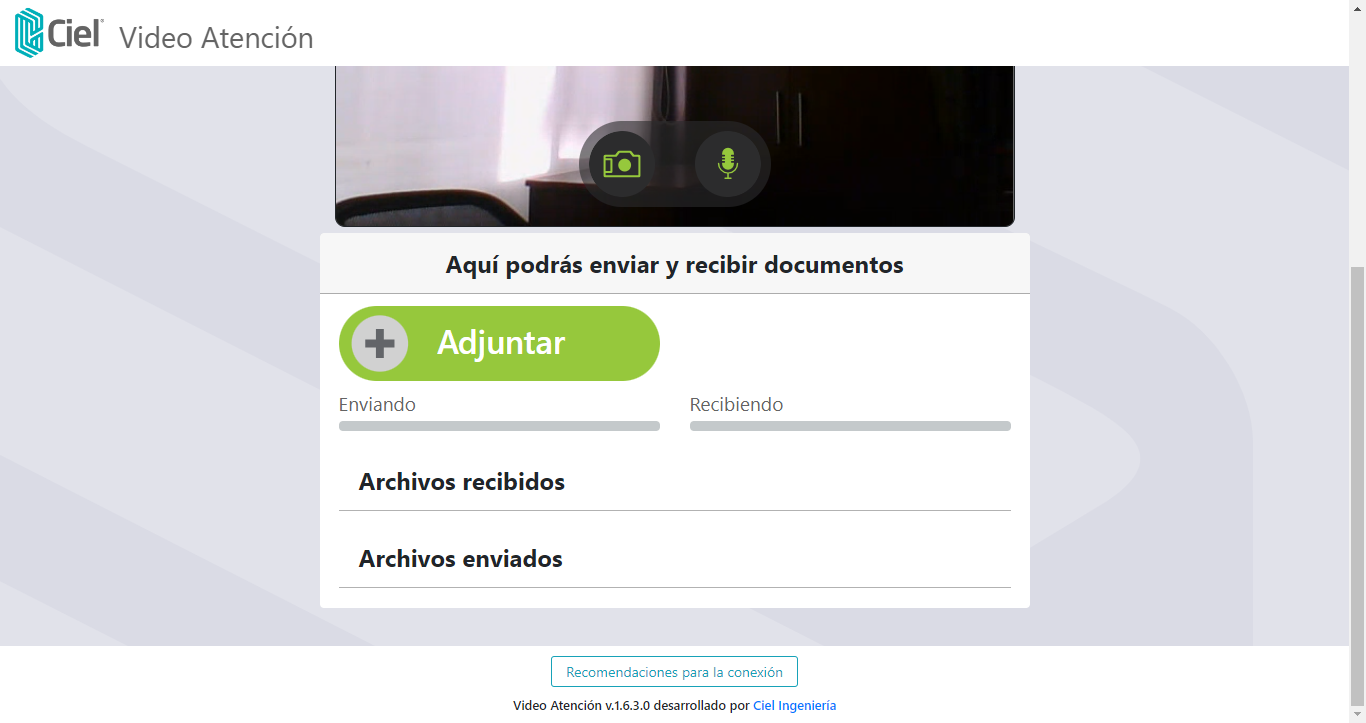 Ciel®
Video Atención
Aquí podrás enviar y recibir documentos
Adjuntar
Enviando
Recibiendo
Archivos recibidos
Archivos enviados
Recomendaciones para la conexión
Video Atención v.1.6.3.0 desarrollado por Ciel Ingeniería